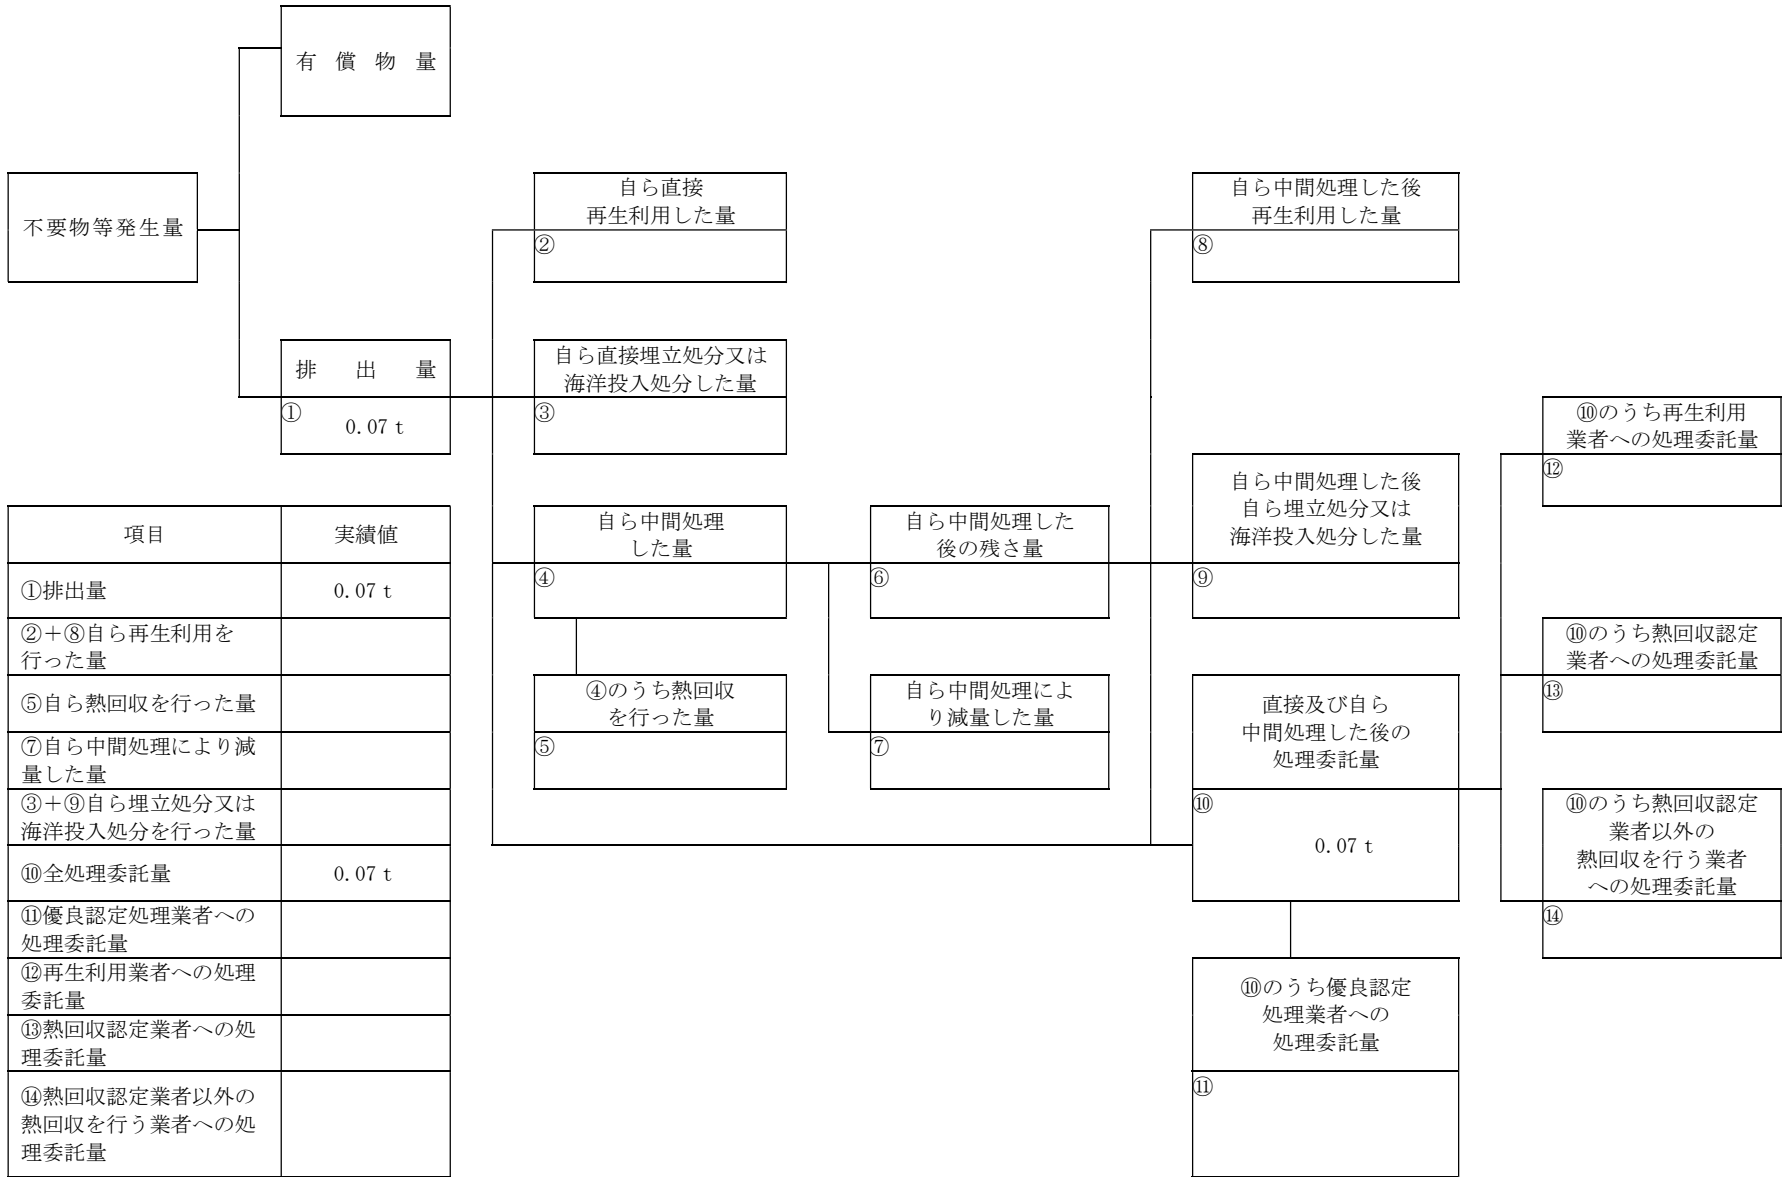 有 償 物 量
不要物等発生量
自ら直接
再生利用した量
②
自ら中間処理した後
再生利用した量
⑧
排 出 量
①
0.07 t
自ら直接埋立処分又は
海洋投入処分した量
③
⑩のうち再生利用
業者への処理委託量
⑫
自ら中間処理
した量
④
自ら中間処理した
後の残さ量
⑥
自ら中間処理した後
自ら埋立処分又は
海洋投入処分した量
⑨
⑩のうち熱回収認定
業者への処理委託量
⑬
④のうち熱回収
を行った量
⑤
自ら中間処理によ
り減量した量
⑦
直接及び自ら
中間処理した後の
処理委託量
⑩
0.07 t
⑩のうち熱回収認定
業者以外の
熱回収を行う業者
への処理委託量
⑭
⑩のうち優良認定
処理業者への
処理委託量
⑪
項目 実績値
①排出量 0.07 t
②＋⑧自ら再生利用を
行った量
⑤自ら熱回収を行った量
⑦自ら中間処理により減
量した量
③＋⑨自ら埋立処分又は
海洋投入処分を行った量
⑩全処理委託量 0.07 t
⑪優良認定処理業者への
処理委託量
⑫再生利用業者への処理
委託量
⑬熱回収認定業者への処
理委託量
⑭熱回収認定業者以外の
熱回収を行う業者への処
理委託量